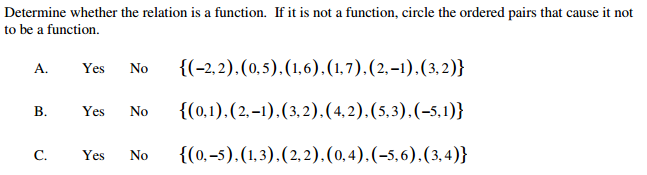 Determine whether the relation is a function. If it is not a function, circle the ordered pairs that cause it not
to be a function.
A. Yes No {(−2,2),(0,5),(1,6),(1,7),(2,−1),(3,2)}
B. Yes No {(0,1),(2,−1),(3,2),(4,2),(5,3),(−5,1)}
C. Yes No {(0,−5),(1,3),(2,2),(0,4),(−5,6),(3,4)}